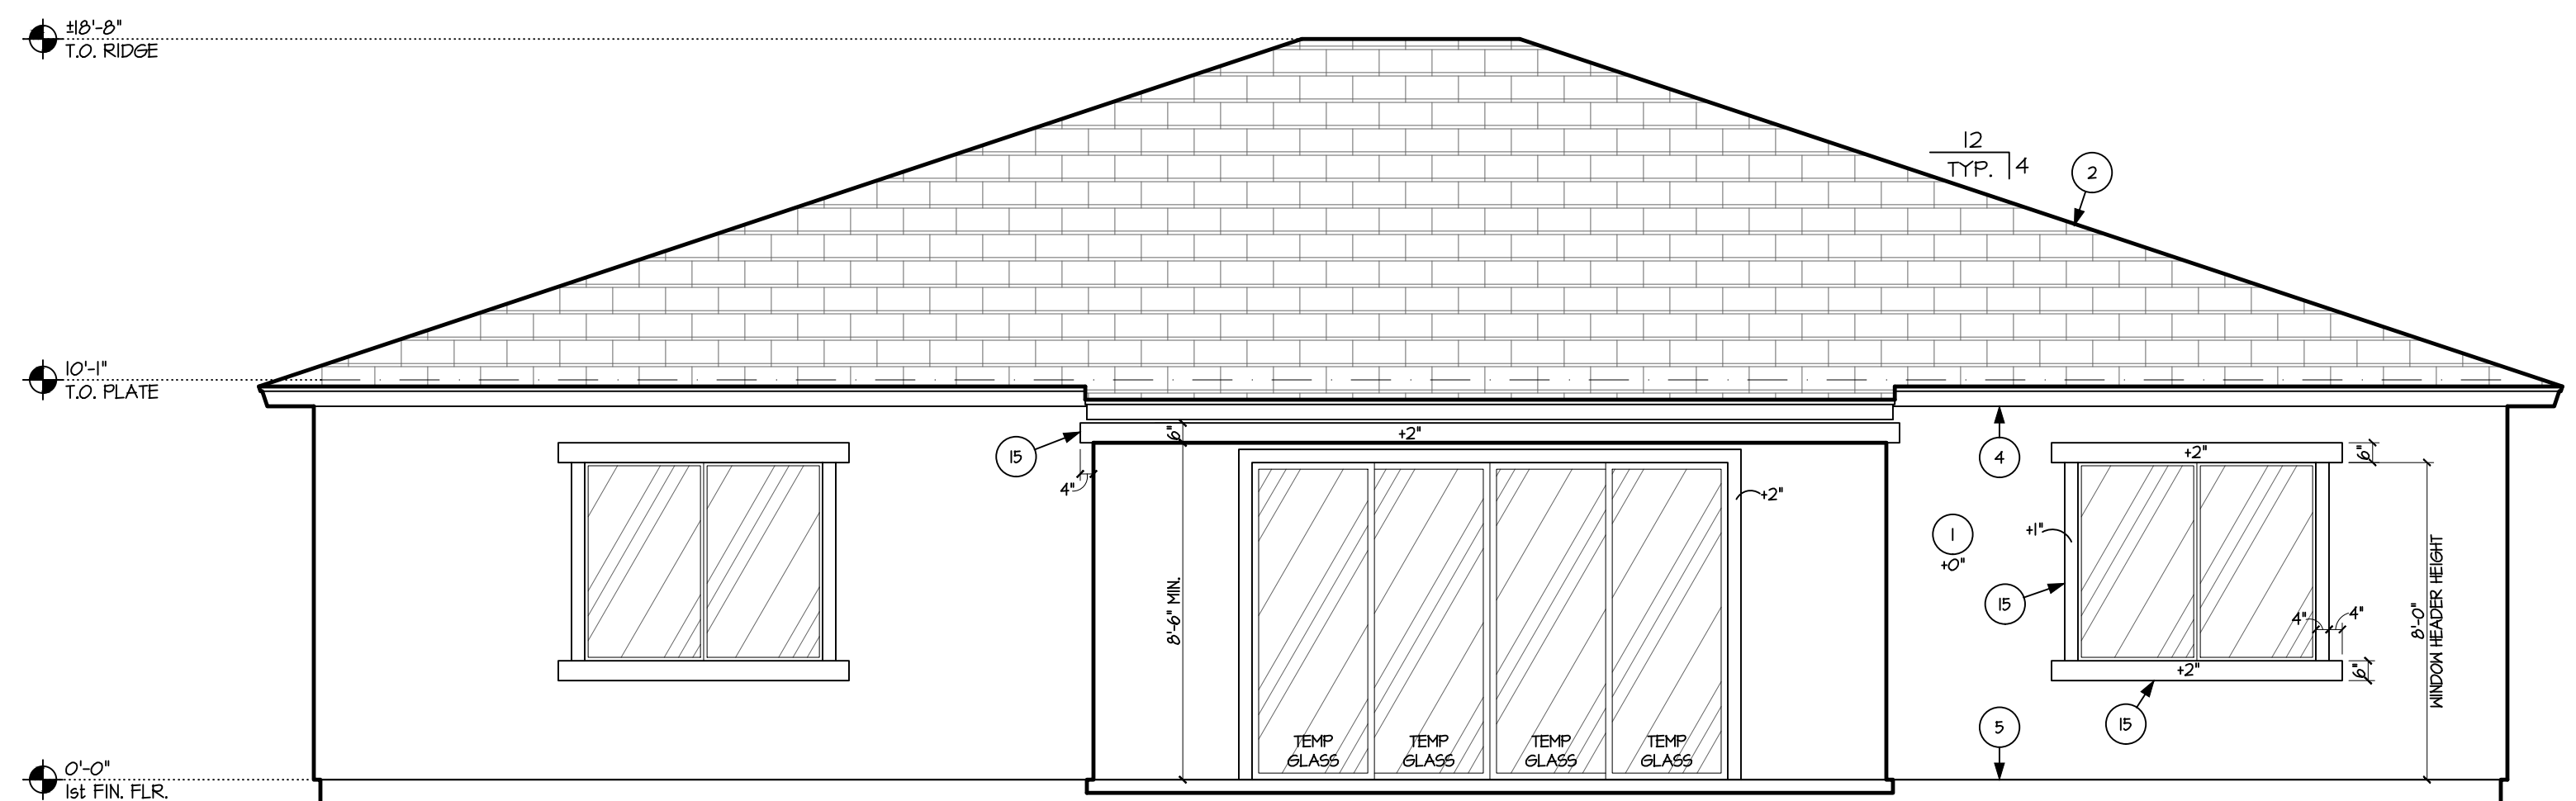 ±18'-8"
T.O. RIDGE
12
TYP. 4
2
10'-1"
T.O. PLATE
15
6"
+2"
4"
4
+2"
6"
+2"
1
+0"
+1"
15
8'-6" MIN.
4" 4"
8'-0"
WINDOW HEADER HEIGHT
+2"
6"
15
5
TEMP GLASS
TEMP GLASS
TEMP GLASS
TEMP GLASS
0'-0"
1st FIN. FLR.